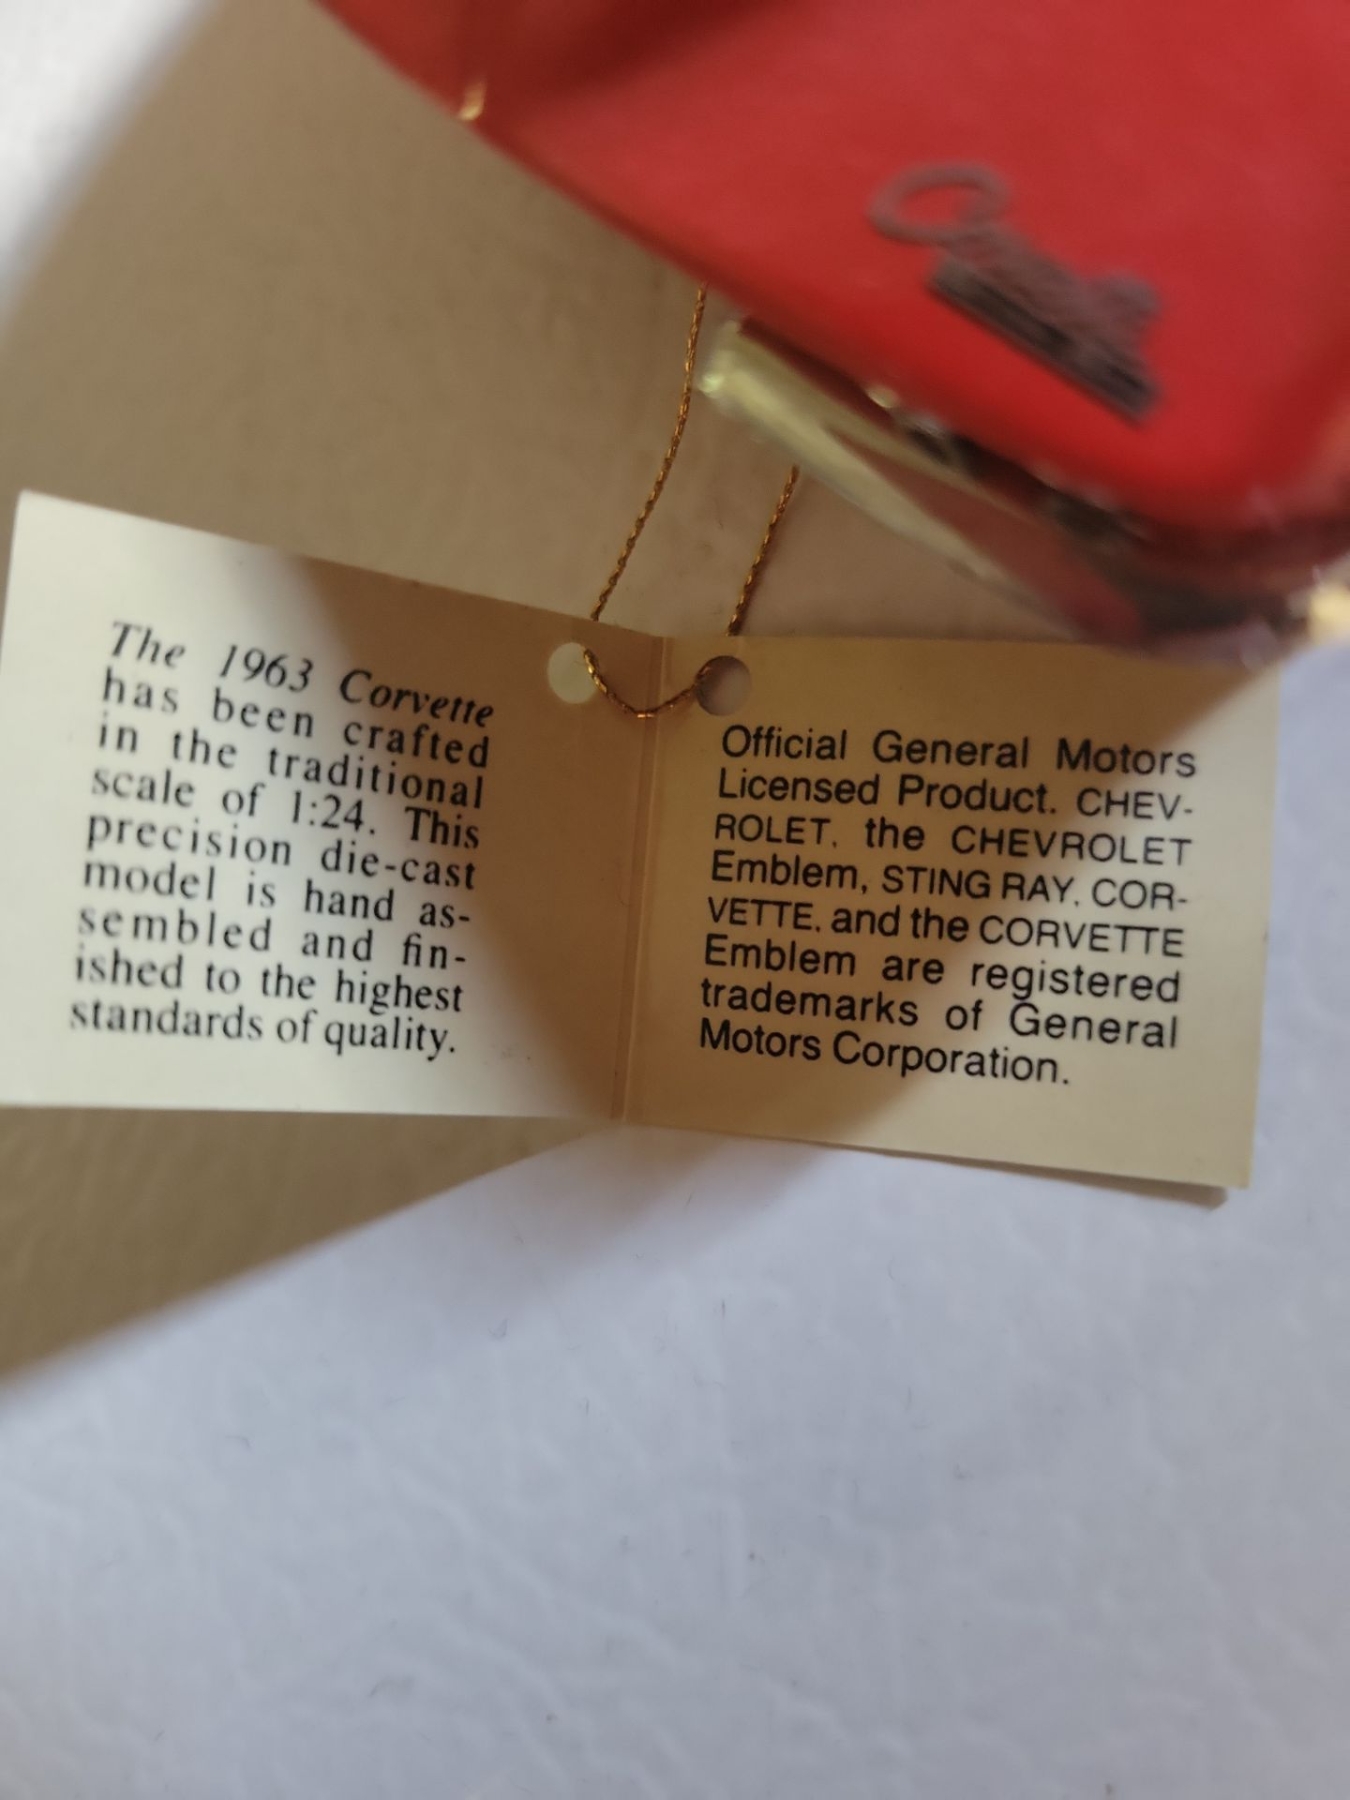 The 1963 Corvette
has been crafted
in the traditional
scale of 1:24. This
precision die-cast
model is hand as-
sembled and fin-
ished to the highest
standards of quality.
Official General Motors
Licensed Product. CHEV-
ROLET, the CHEVROLET
Emblem, STING RAY, COR-
VETTE, and the CORVETTE
Emblem are registered
trademarks of General
Motors Corporation.